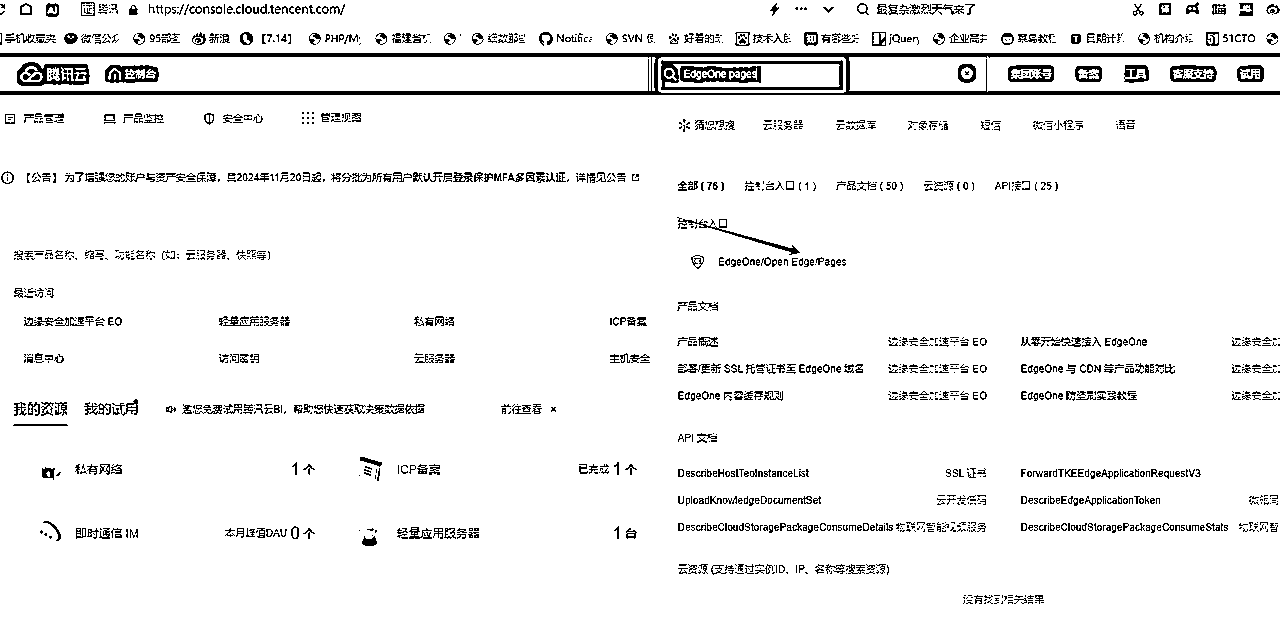 腾讯 https://console.cloud.tencent.com/ 最复杂激烈天气来了
手机收藏夹 微信公众 95部委 新浪 【7.14】 PHP/M 福建省 Notifica SVN 好看的 技术入 有哪些 jQuery 企业高 菜鸟教程 日期计 机构介绍 51CTO
腾讯云 控制台 EdgeOne pages 集团账号 备案 工具 客服支持 试用
产品管理 产品监控 安全中心 管理视图
猜您想搜 云服务器 云数据库 对象存储 短信 微信小程序 语音
【公告】为了增强您的账户与资产安全保障，自2024年11月20日起，将分批为所有用户默认开启登录保护MFA多因素认证，详情见公告
全部 ( 76 ) 控制台入口 ( 1 ) 产品文档 ( 50 ) 云资源 ( 0 ) API接口 ( 25 )
控制台入口
EdgeOne/Open Edge/Pages
搜索产品名称、缩写、功能名称（如：云服务器、快照等）
最近访问
产品文档
边缘安全加速平台 EO 轻量应用服务器 私有网络 ICP备案
消息中心 访问密钥 云服务器 主机安全
产品概述 边缘安全加速平台 EO 从零开始快速接入 EdgeOne 边缘安全加
部署/更新 SSL 托管证书至 EdgeOne 域名 边缘安全加速平台 EO EdgeOne 与 CDN 等产品功能对比 边缘安全加
EdgeOne 内容缓存规则 边缘安全加速平台 EO EdgeOne 防盗刷实践教程 边缘安全加
我的资源 我的试用 邀您免费试用腾讯云BI，帮助您快速获取决策数据依据 前往查看 ×
API 文档
私有网络 1 个 ICP备案 已完成 1 个
DescribeHostTeoInstanceList SSL 证书 ForwardTKEEdgeApplicationRequestV3
UploadKnowledgeDocumentSet 云开发 DescribeEdgeApplicationToken
DescribeCloudStoragePackageConsumeDetails 物联网智能视频服务 DescribeCloudStoragePackageConsumeStats 物联网智
即时通信 IM 本月峰值DAU 0 个 轻量应用服务器 1 台
云资源 (支持通过实例ID、IP、名称等搜索资源)
没有找到相关结果